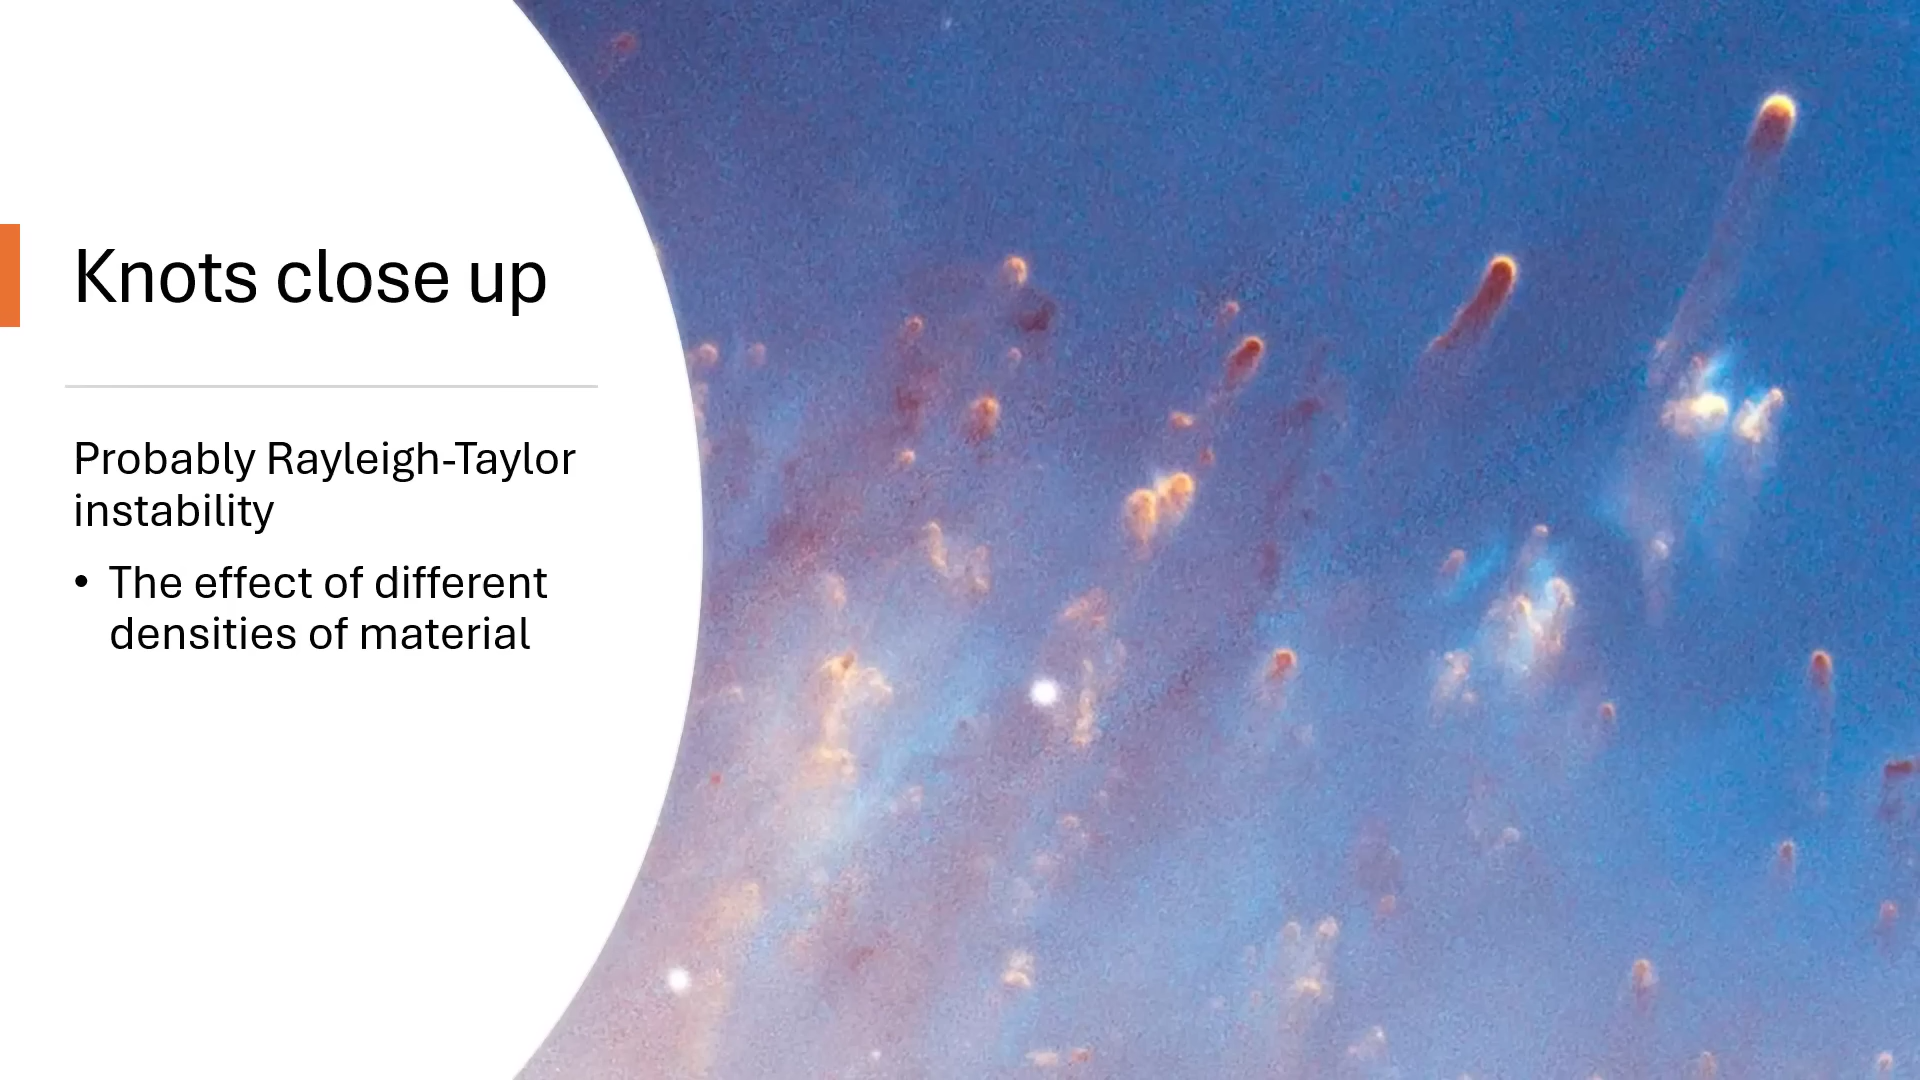 Knots close up
Probably Rayleigh-Taylor
instability
• The effect of different
densities of material